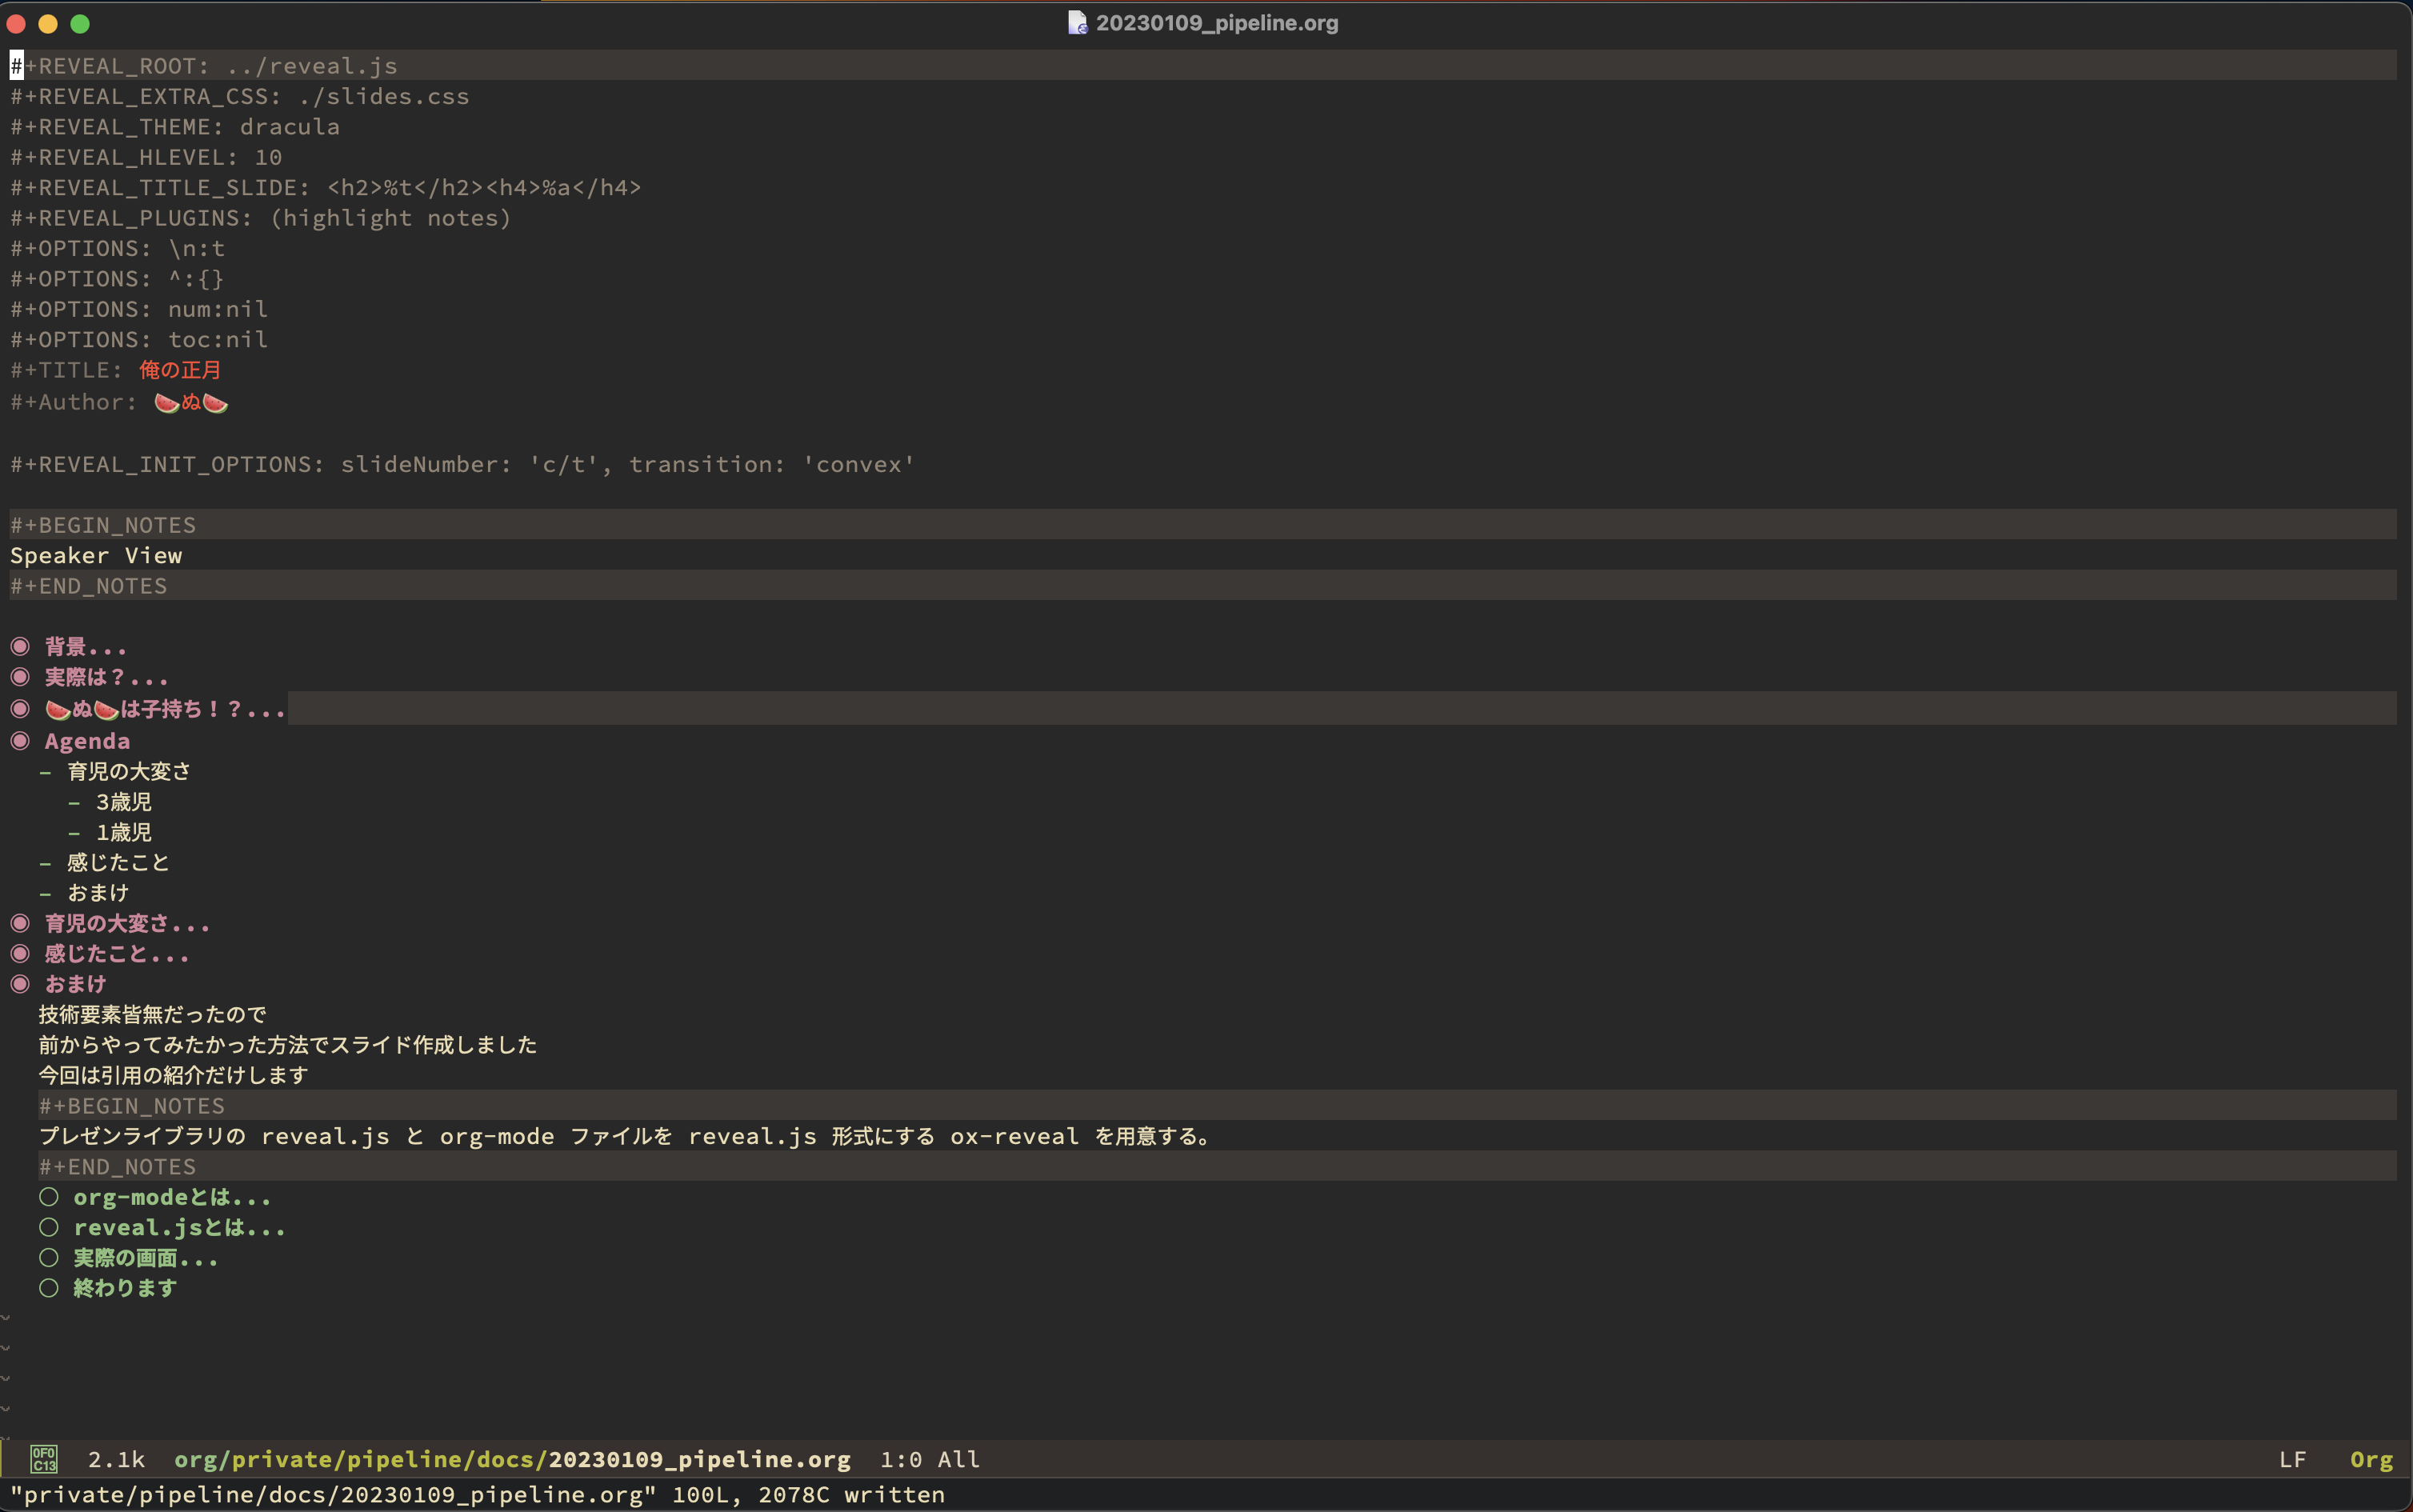 20230109_pipeline.org
#+REVEAL_ROOT: ../reveal.js
#+REVEAL_EXTRA_CSS: ./slides.css
#+REVEAL_THEME: dracula
#+REVEAL_HLEVEL: 10
#+REVEAL_TITLE_SLIDE: <h2>%t</h2><h4>%a</h4>
#+REVEAL_PLUGINS: (highlight notes)
#+OPTIONS: \n:t
#+OPTIONS: ^:{}
#+OPTIONS: num:nil
#+OPTIONS: toc:nil
#+TITLE: 俺の正月
#+Author: 🍉ぬ🍉
#+REVEAL_INIT_OPTIONS: slideNumber: 'c/t', transition: 'convex'
#+BEGIN_NOTES
Speaker View
#+END_NOTES
◉ 背景...
◉ 実際は？...
◉ 🍉ぬ🍉は子持ち！？...
◉ Agenda
- 育児の大変さ
- 3歳児
- 1歳児
- 感じたこと
- おまけ
◉ 育児の大変さ...
◉ 感じたこと...
◉ おまけ
技術要素皆無だったので
前からやってみたかった方法でスライド作成しました
今回は引用の紹介だけします
#+BEGIN_NOTES
プレゼンライブラリの reveal.js と org-mode ファイルを reveal.js 形式にする ox-reveal を用意する。
#+END_NOTES
○ org-modeとは...
○ reveal.jsとは...
○ 実際の画面...
○ 終わります
~
~
~
~
~
0F0C13 2.1k org/private/pipeline/docs/20230109_pipeline.org 1:0 All LF Org
"private/pipeline/docs/20230109_pipeline.org" 100L, 2078C written